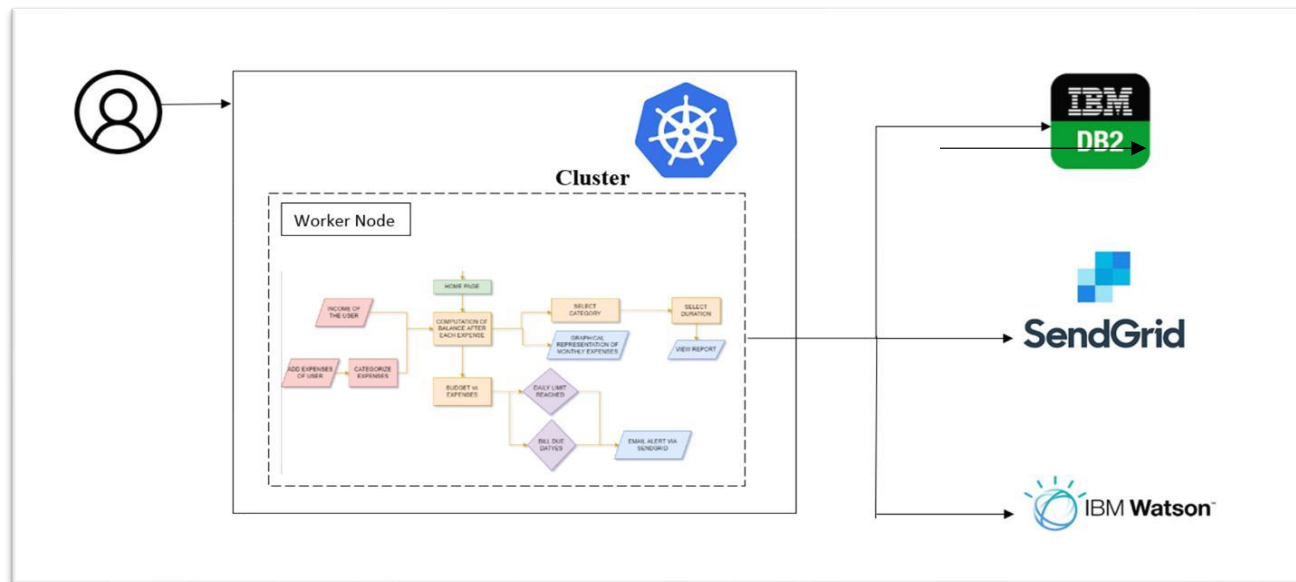 IBM
DB2
Cluster
Worker Node
HOME PAGE
INCOME OF
THE USER
COMPUTATION OF
BALANCE AFTER
EACH EXPENSE
SELECT
CATEGORY
SELECT
DURATION
GRAPHICAL
REPRESENTATION OF
MONTHLY EXPENSES
VIEW REPORT
ADD EXPENSES
OF USER
CATEGORIZE
EXPENSES
BUDGET vs
EXPENSES
DAILY LIMIT
REACHED
BILL DUE
DATYES
EMAIL ALERT VIA
SENDGRID
SendGrid
IBM Watson™